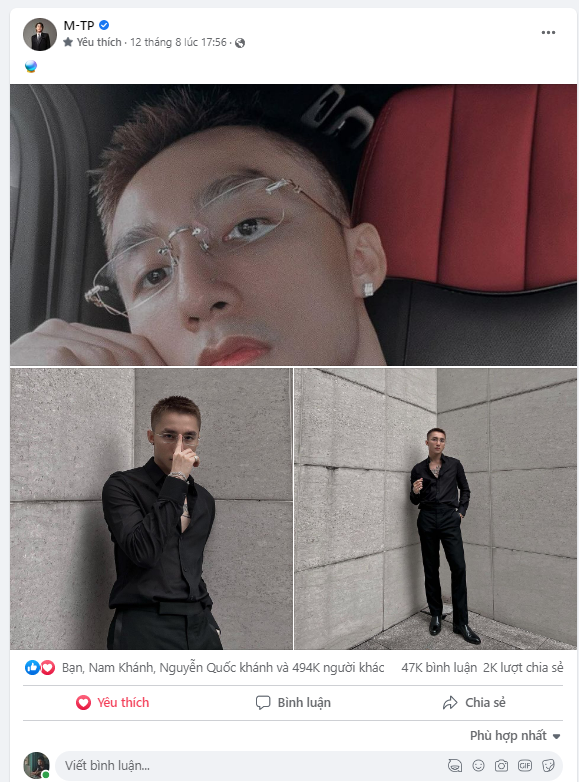 M-TP
Yêu thích · 12 tháng 8 lúc 17:56 ·
Bạn, Nam Khánh, Nguyễn Quốc khánh và 494K người khác 47K bình luận 2K lượt chia sẻ
Yêu thích Bình luận Chia sẻ
Phù hợp nhất
Viết bình luận... GIF